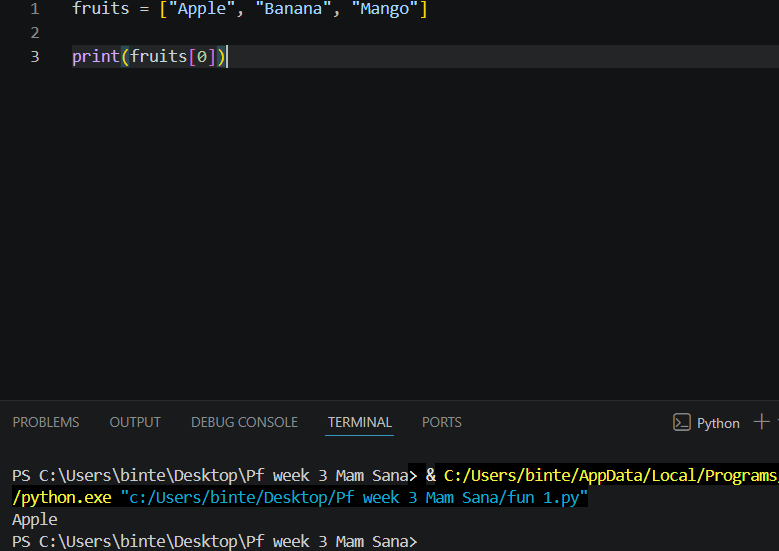 1 fruits = ["Apple", "Banana", "Mango"]
2
3 print(fruits[0])
PROBLEMS OUTPUT DEBUG CONSOLE TERMINAL PORTS Python
PS C:\Users\binte\Desktop\Pf week 3 Mam Sana> & C:/Users/binte/AppData/Local/Programs/
/python.exe "c:/Users/binte/Desktop/Pf week 3 Mam Sana/fun 1.py"
Apple
PS C:\Users\binte\Desktop\Pf week 3 Mam Sana>